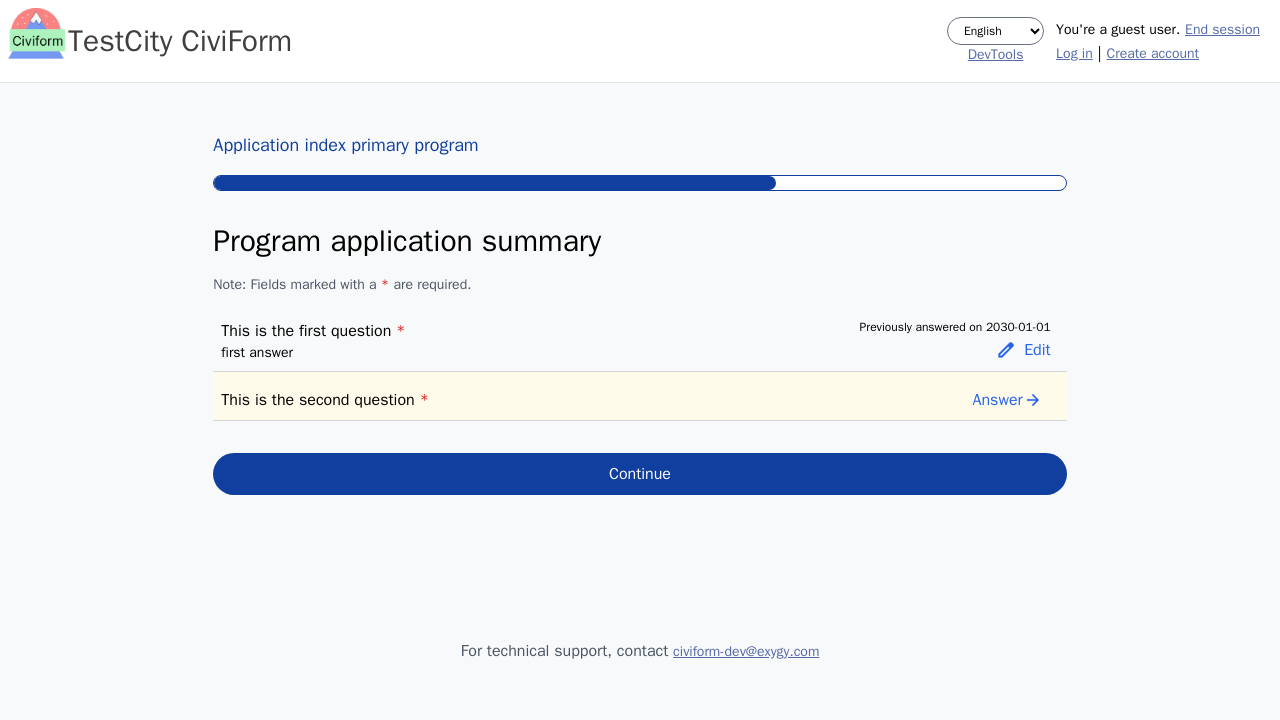 Civiform
TestCity CiviForm
English
DevTools
You're a guest user. End session
Log in | Create account
Application index primary program
Program application summary
Note: Fields marked with a * are required.
This is the first question *
first answer
Previously answered on 2030-01-01
Edit
This is the second question *
Answer
Continue
For technical support, contact civiform-dev@exygy.com